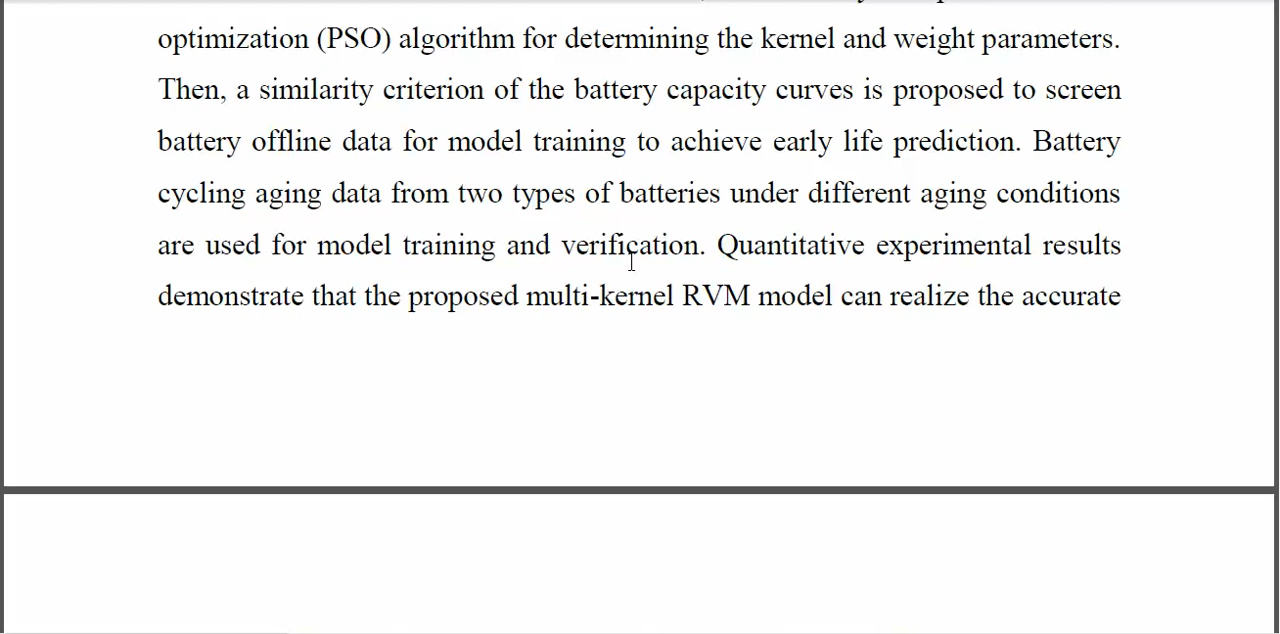 optimization (PSO) algorithm for determining the kernel and weight parameters.
Then, a similarity criterion of the battery capacity curves is proposed to screen
battery offline data for model training to achieve early life prediction. Battery
cycling aging data from two types of batteries under different aging conditions
are used for model training and verification. Quantitative experimental results
demonstrate that the proposed multi-kernel RVM model can realize the accurate